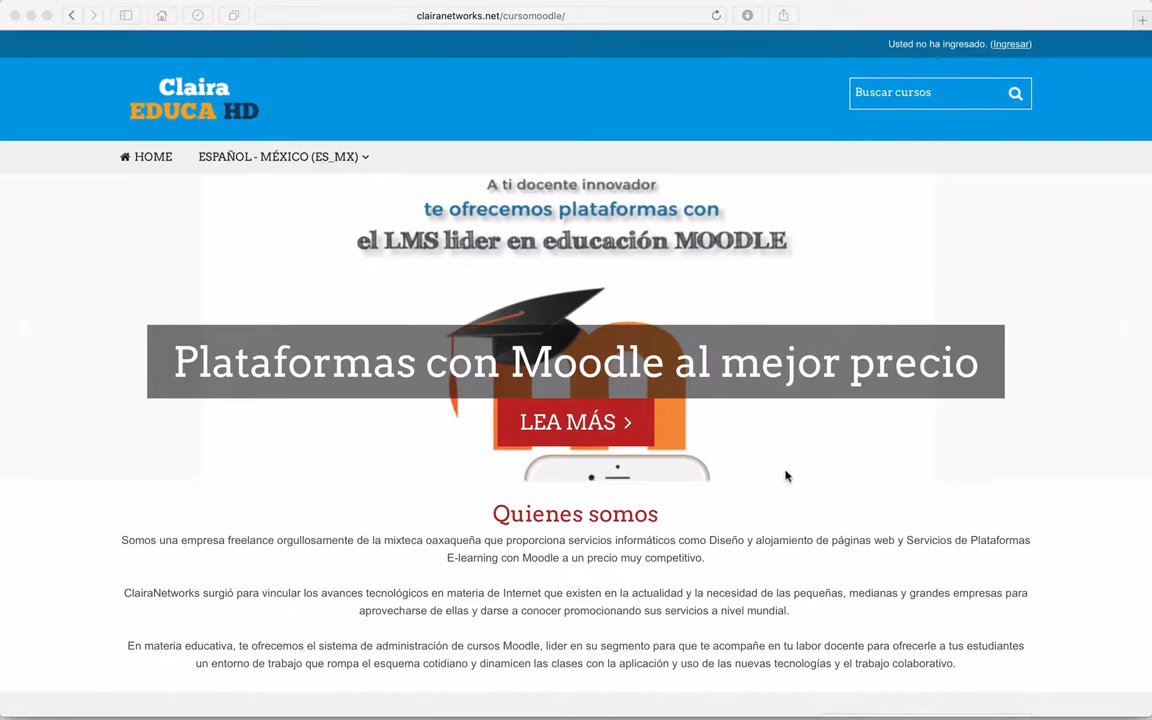 clairanetworks.net/cursomoodle/
Usted no ha ingresado. (Ingresar)
Claira
EDUCA HD
Buscar cursos
HOME
ESPAÑOL - MÉXICO (ES_MX)
A ti docente innovador
te ofrecemos plataformas con
el LMS lider en educación MOODLE
Plataformas con Moodle al mejor precio
LEA MÁS
Quienes somos
Somos una empresa freelance orgullosamente de la mixteca oaxaqueña que proporciona servicios informáticos como Diseño y alojamiento de páginas web y Servicios de Plataformas
E-learning con Moodle a un precio muy competitivo.
ClairaNetworks surgió para vincular los avances tecnológicos en materia de Internet que existen en la actualidad y la necesidad de las pequeñas, medianas y grandes empresas para
aprovecharse de ellas y darse a conocer promocionando sus servicios a nivel mundial.
En materia educativa, te ofrecemos el sistema de administración de cursos Moodle, lider en su segmento para que te acompañe en tu labor docente para ofrecerle a tus estudiantes
un entorno de trabajo que rompa el esquema cotidiano y dinamicen las clases con la aplicación y uso de las nuevas tecnologías y el trabajo colaborativo.